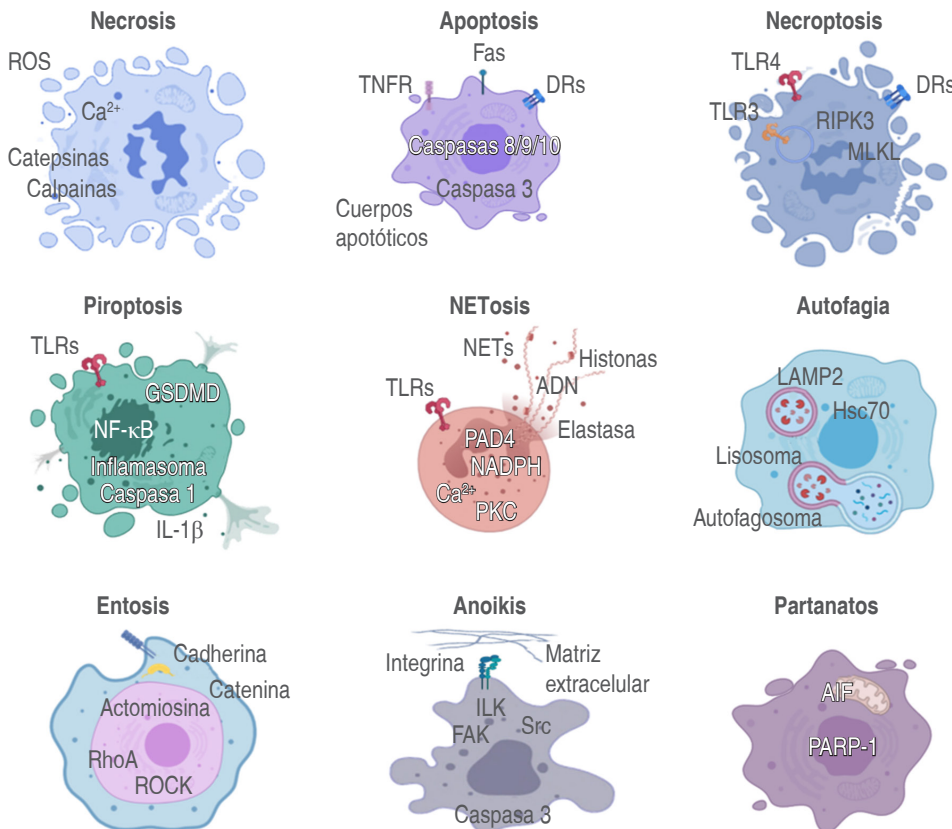 Necrosis
ROS
Ca²⁺
Catepsinas
Calpainas
Apoptosis
Fas
TNFR
DRs
Caspasas 8/9/10
Caspasa 3
Cuerpos
apotóticos
Necroptosis
TLR4
DRs
TLR3
RIPK3
MLKL
Piroptosis
TLRs
GSDMD
NF-κB
Inflamasoma
Caspasa 1
IL-1β
NETosis
NETs
Histonas
TLRs
ADN
Elastasa
PAD4
NADPH
Ca²⁺
PKC
Autofagia
LAMP2
Hsc70
Lisosoma
Autofagosoma
Entosis
Cadherina
Catenina
Actomiosina
RhoA
ROCK
Anoikis
Integrina
Matriz
extracelular
ILK
FAK
Src
Caspasa 3
Partanatos
AIF
PARP-1